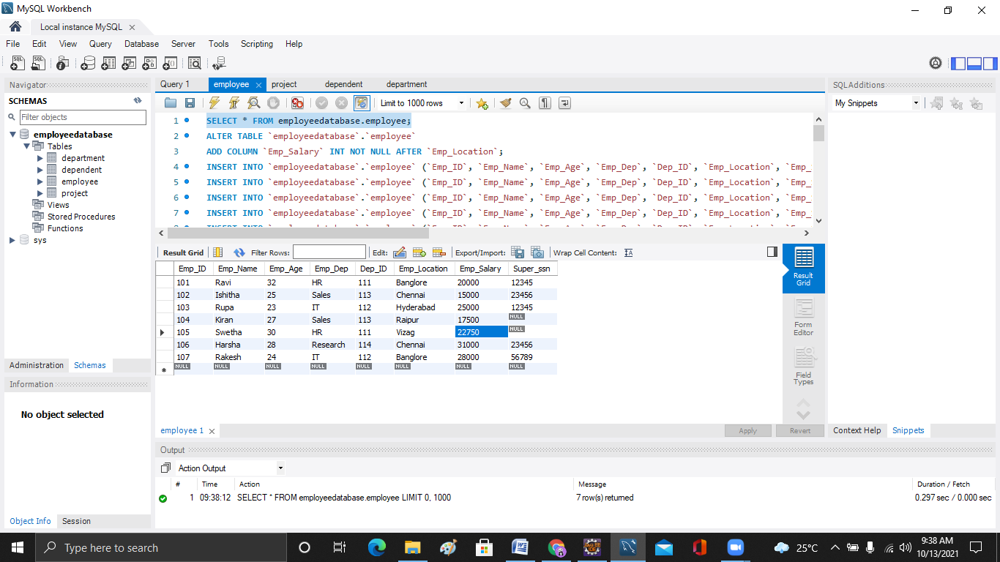 MySQL Workbench
Local instance MySQL
File Edit View Query Database Server Tools Scripting Help
Navigator
SCHEMAS
Filter objects
employeedatabase
Tables
department
dependent
employee
project
Views
Stored Procedures
Functions
sys
Administration Schemas
Information
No object selected
Object Info Session
Query 1 employee project dependent department
Limit to 1000 rows
1 SELECT * FROM employeedatabase.employee;
2 ALTER TABLE `employeedatabase`.`employee`
3 ADD COLUMN `Emp_Salary` INT NOT NULL AFTER `Emp_Location`;
4 INSERT INTO `employeedatabase`.`employee` (`Emp_ID`, `Emp_Name`, `Emp_Age`, `Emp_Dep`, `Dep_ID`, `Emp_Location`, `Emp_
5 INSERT INTO `employeedatabase`.`employee` (`Emp_ID`, `Emp_Name`, `Emp_Age`, `Emp_Dep`, `Dep_ID`, `Emp_Location`, `Emp_
6 INSERT INTO `employeedatabase`.`employee` (`Emp_ID`, `Emp_Name`, `Emp_Age`, `Emp_Dep`, `Dep_ID`, `Emp_Location`, `Emp_
7 INSERT INTO `employeedatabase`.`employee` (`Emp_ID`, `Emp_Name`, `Emp_Age`, `Emp_Dep`, `Dep_ID`, `Emp_Location`, `Emp_
Result Grid Filter Rows: Edit: Export/Import: Wrap Cell Content:
Emp_ID Emp_Name Emp_Age Emp_Dep Dep_ID Emp_Location Emp_Salary Super_ssn
101 Ravi 32 HR 111 Banglore 20000 12345
102 Ishitha 25 Sales 113 Chennai 15000 23456
103 Rupa 23 IT 112 Hyderabad 25000 12345
104 Kiran 27 Sales 113 Raipur 17500 NULL
105 Swetha 30 HR 111 Vizag 22750 NULL
106 Harsha 28 Research 114 Chennai 31000 23456
107 Rakesh 24 IT 112 Banglore 28000 56789
NULL NULL NULL NULL NULL NULL NULL NULL
Result
Grid
Form
Editor
Field
Types
employee 1
Apply Revert
SQLAdditions
My Snippets
Context Help Snippets
Output
Action Output
# Time Action Message Duration / Fetch
1 09:38:12 SELECT * FROM employeedatabase.employee LIMIT 0, 1000 7 row(s) returned 0.297 sec / 0.000 sec
Type here to search
25°C
9:38 AM
10/13/2021